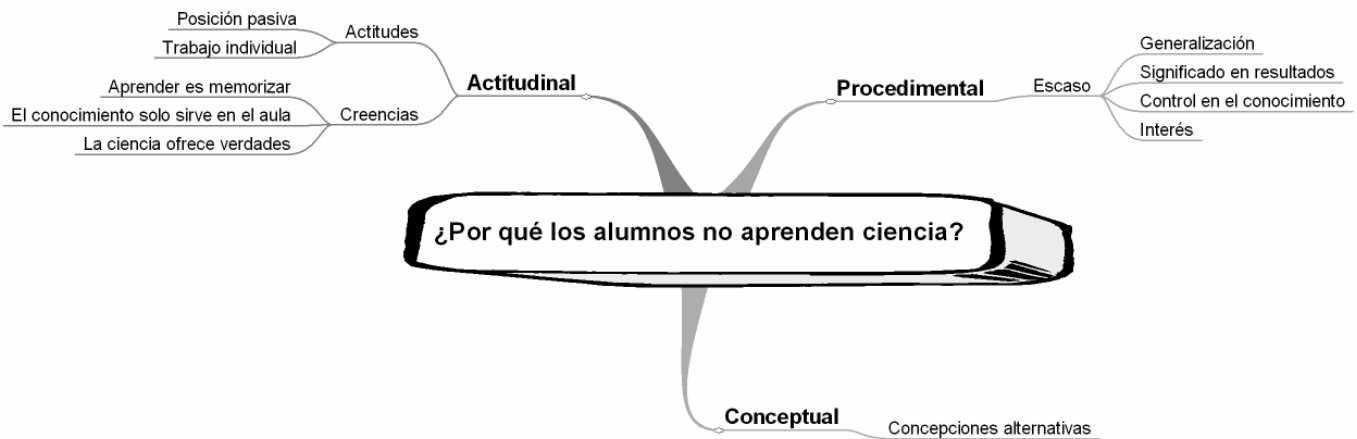 Posición pasiva
Trabajo individual
Actitudes
Aprender es memorizar
El conocimiento solo sirve en el aula
La ciencia ofrece verdades
Creencias
Actitudinal
Procedimental
Escaso
Generalización
Significado en resultados
Control en el conocimiento
Interés
¿Por qué los alumnos no aprenden ciencia?
Conceptual
Concepciones alternativas